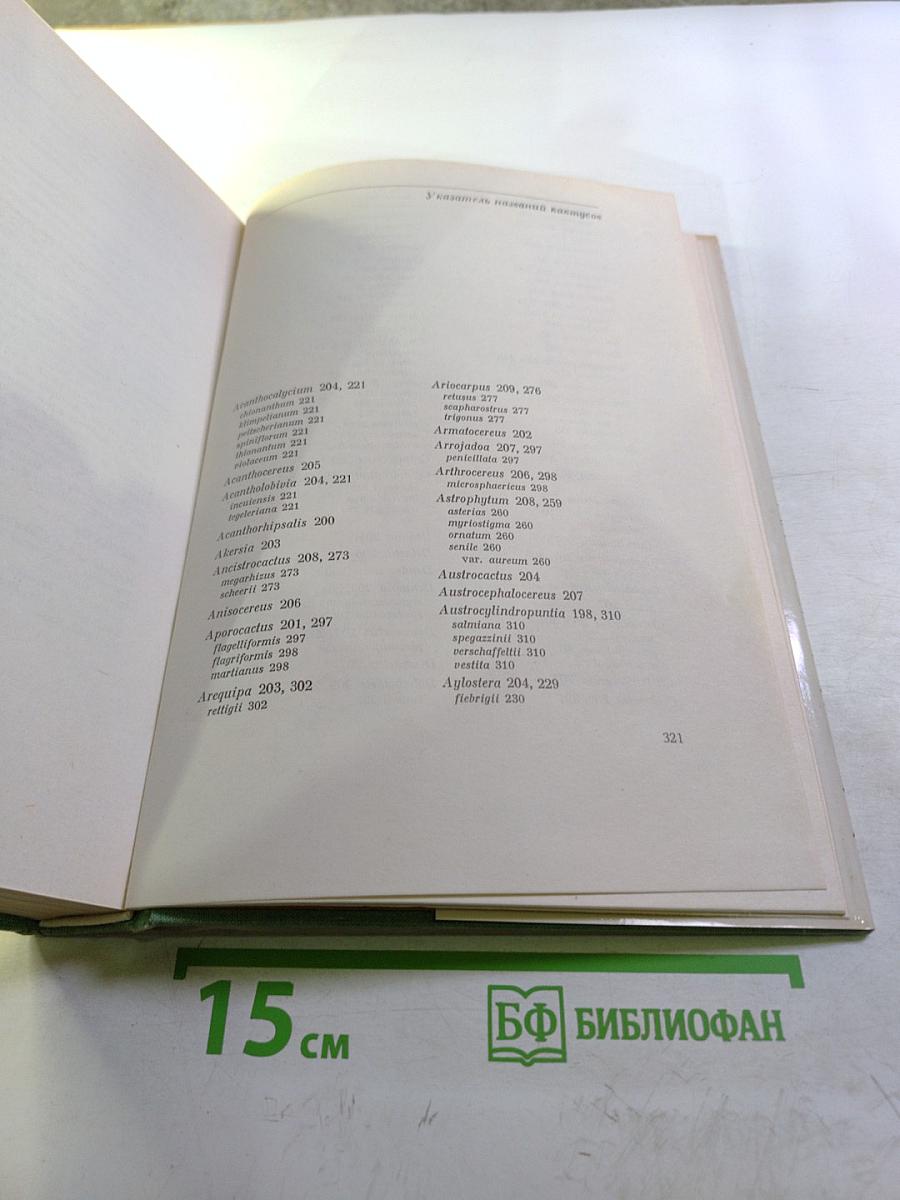 Указатель названий кактусов
Acanthocalycium 204, 221
chionanthum 221
klimpelianum 221
peitscherianum 221
spiniflorum 221
thionantum 221
violaceum 221
Acanthocereus 205
Acantholobivia 204, 221
incuiensis 221
tegeleriana 221
Acanthorhipsalis 200
Akersia 203
Ancistrocactus 208, 273
megarhizus 273
scheerii 273
Anisocereus 206
Aporocactus 201, 297
flagelliformis 297
flagriformis 298
martianus 298
Arequipa 203, 302
rettigii 302
Ariocarpus 209, 276
retusus 277
scapharostrus 277
trigonus 277
Armatocereus 202
Arrojadoa 207, 297
penicillata 297
Arthrocereus 206, 298
microsphaericus 298
Astrophytum 208, 259
asterias 260
myriostigma 260
ornatum 260
senile 260
var. aureum 260
Austrocactus 204
Austrocephalocereus 207
Austrocylindropuntia 198, 310
salmiana 310
spegazzinii 310
verschaffeltii 310
vestita 310
Aylostera 204, 229
fiebrigii 230
321
15 см
БФ БИБЛИОФАН